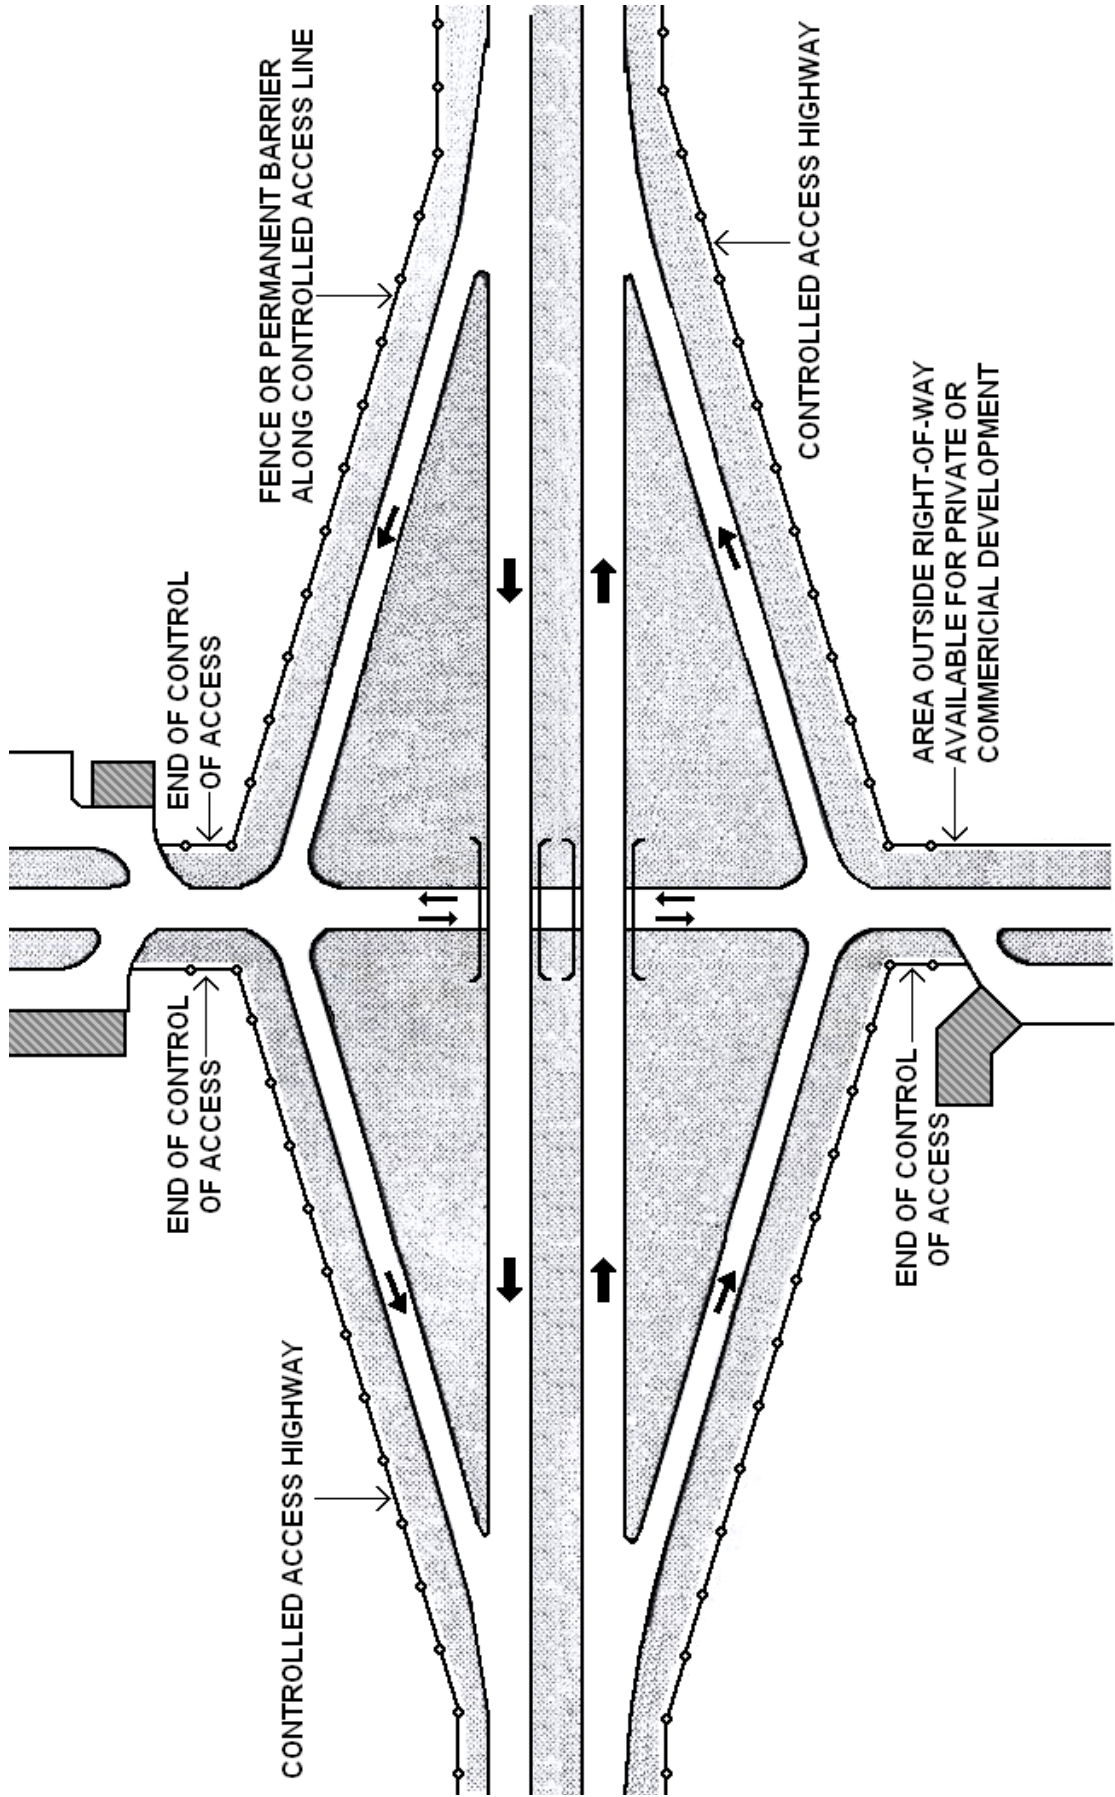 FENCE OR PERMANENT BARRIER
ALONG CONTROLLED ACCESS LINE
CONTROLLED ACCESS HIGHWAY
END OF CONTROL
OF ACCESS
AREA OUTSIDE RIGHT-OF-WAY
AVAILABLE FOR PRIVATE OR
COMMERICIAL DEVELOPMENT
END OF CONTROL
OF ACCESS
END OF CONTROL
OF ACCESS
CONTROLLED ACCESS HIGHWAY